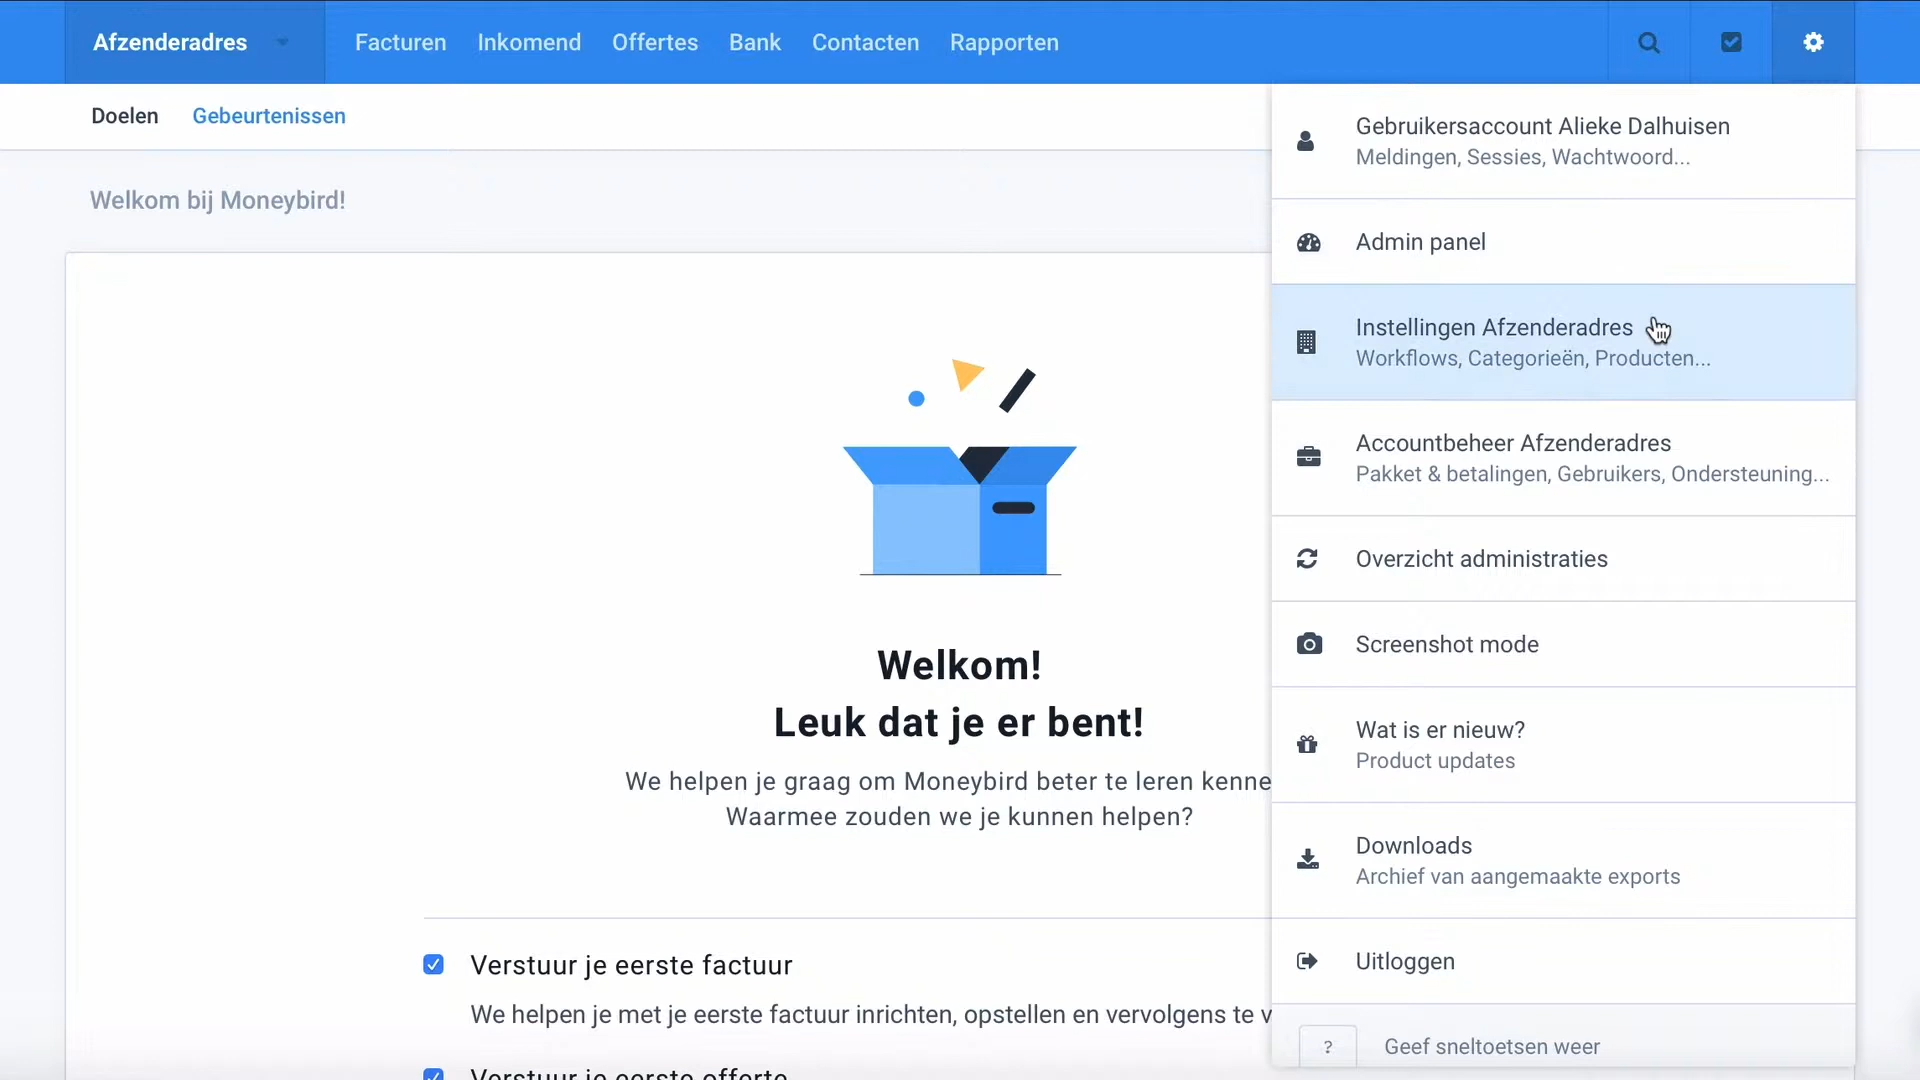 Afzenderadres
Facturen
Inkomend
Offertes
Bank
Contacten
Rapporten
Doelen
Gebeurtenissen
Welkom bij Moneybird!
Welkom!
Leuk dat je er bent!
We helpen je graag om Moneybird beter te leren kenne
Waarmee zouden we je kunnen helpen?
Verstuur je eerste factuur
We helpen je met je eerste factuur inrichten, opstellen en vervolgens te v
Verstuur je eerste offerte
Gebruikersaccount Alieke Dalhuisen
Meldingen, Sessies, Wachtwoord...
Admin panel
Instellingen Afzenderadres
Workflows, Categorieën, Producten...
Accountbeheer Afzenderadres
Pakket & betalingen, Gebruikers, Ondersteuning...
Overzicht administraties
Screenshot mode
Wat is er nieuw?
Product updates
Downloads
Archief van aangemaakte exports
Uitloggen
? Geef sneltoetsen weer